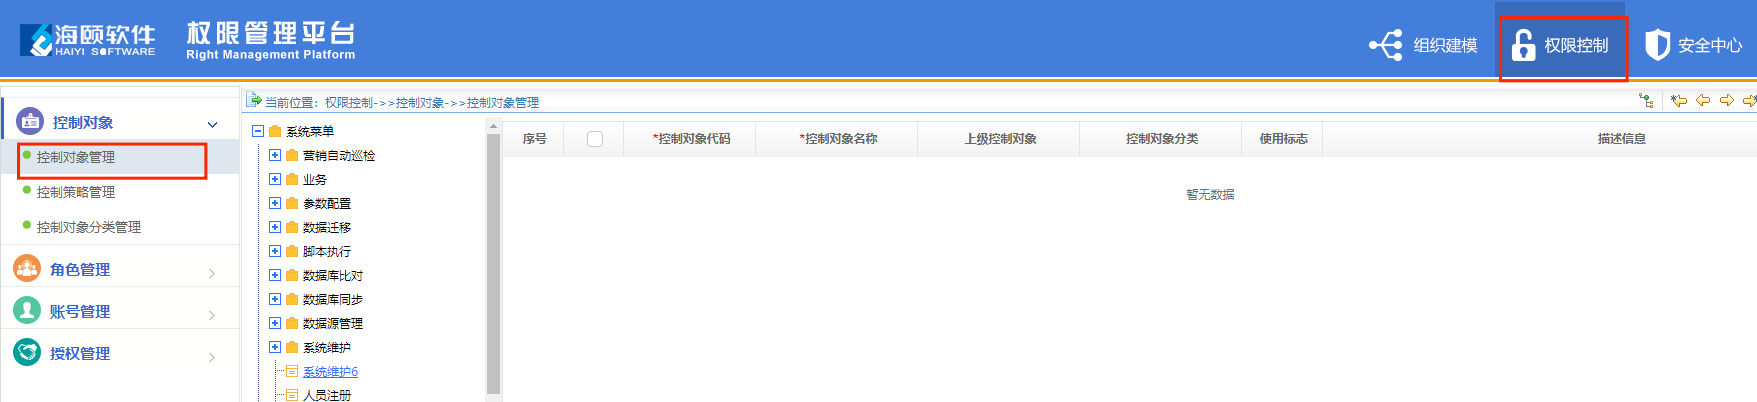 海颐软件
HAIYI SOFTWARE
权限管理平台
Right Management Platform
组织建模
权限控制
安全中心
控制对象
控制对象管理
控制策略管理
控制对象分类管理
角色管理
账号管理
授权管理
当前位置：权限控制->>控制对象->>控制对象管理
系统菜单
营销自动巡检
业务
参数配置
数据迁移
脚本执行
数据库比对
数据库同步
数据源管理
系统维护
系统维护6
人员注册
序号 *控制对象代码 *控制对象名称 上级控制对象 控制对象分类 使用标志 描述信息
暂无数据